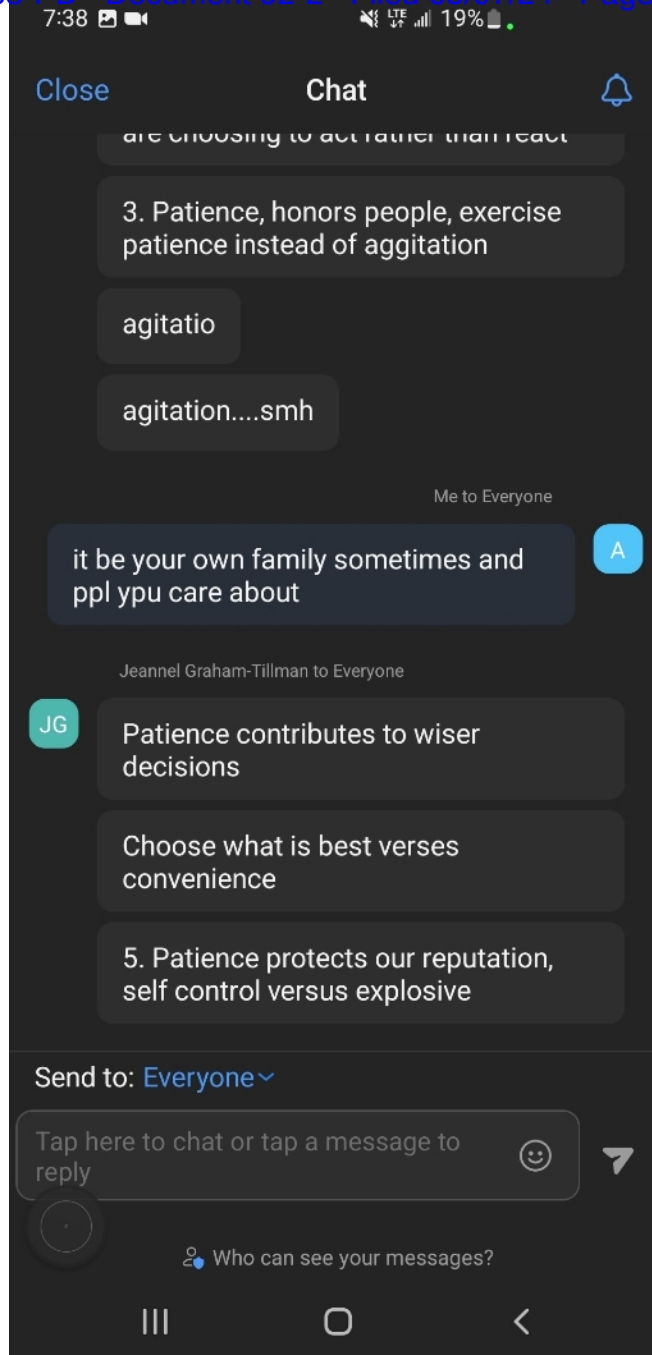 7:38 LTE 19%
Close Chat
are choosing to act rather than react
3. Patience, honors people, exercise
patience instead of aggitation
agitatio
agitation....smh
Me to Everyone
A
it be your own family sometimes and
ppl ypu care about
Jeannel Graham-Tillman to Everyone
JG
Patience contributes to wiser
decisions
Choose what is best verses
convenience
5. Patience protects our reputation,
self control versus explosive
Send to: Everyone
Tap here to chat or tap a message to
reply
Who can see your messages?